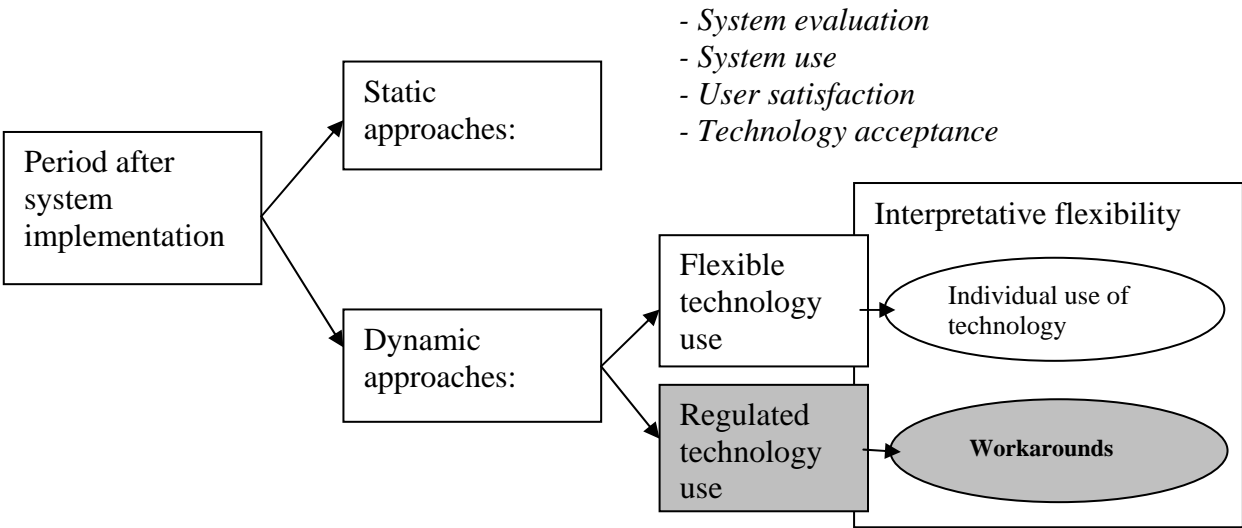 - System evaluation
- System use
- User satisfaction
- Technology acceptance
Static
approaches:
Period after
system
implementation
Interpretative flexibility
Flexible
technology
use
Individual use of
technology
Dynamic
approaches:
Regulated
technology
use
Workarounds